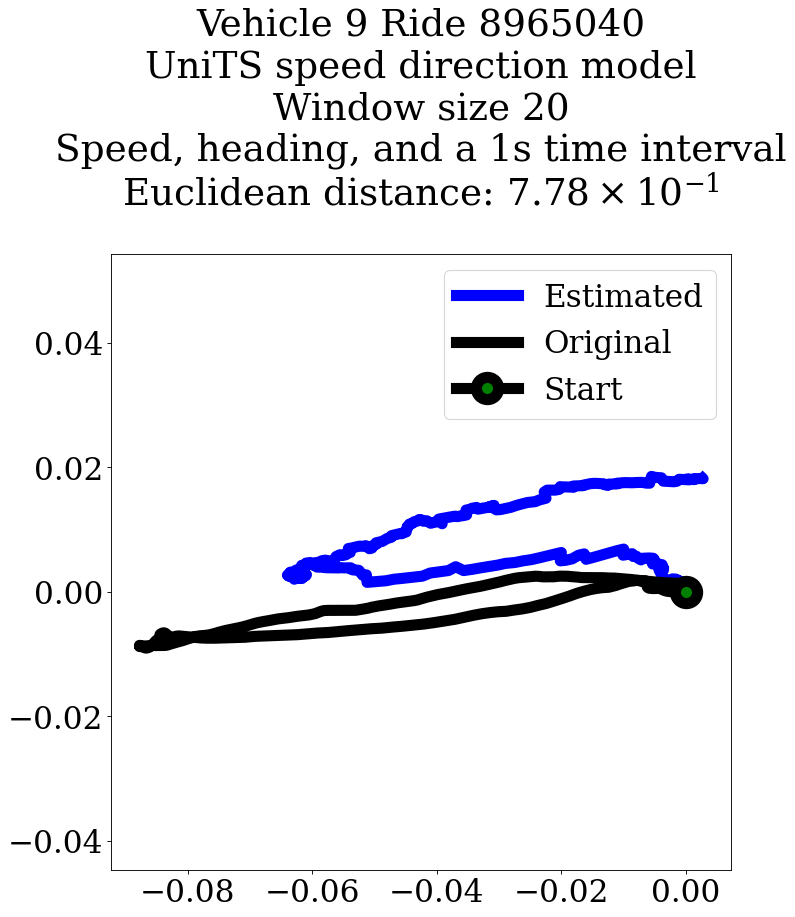 Vehicle 9 Ride 8965040
UniTS speed direction model
Window size 20
Speed, heading, and a 1s time interval
Euclidean distance: 7.78 × 10⁻¹
Estimated
Original
Start
0.04
0.02
0.00
−0.02
−0.04
−0.08 −0.06 −0.04 −0.02 0.00